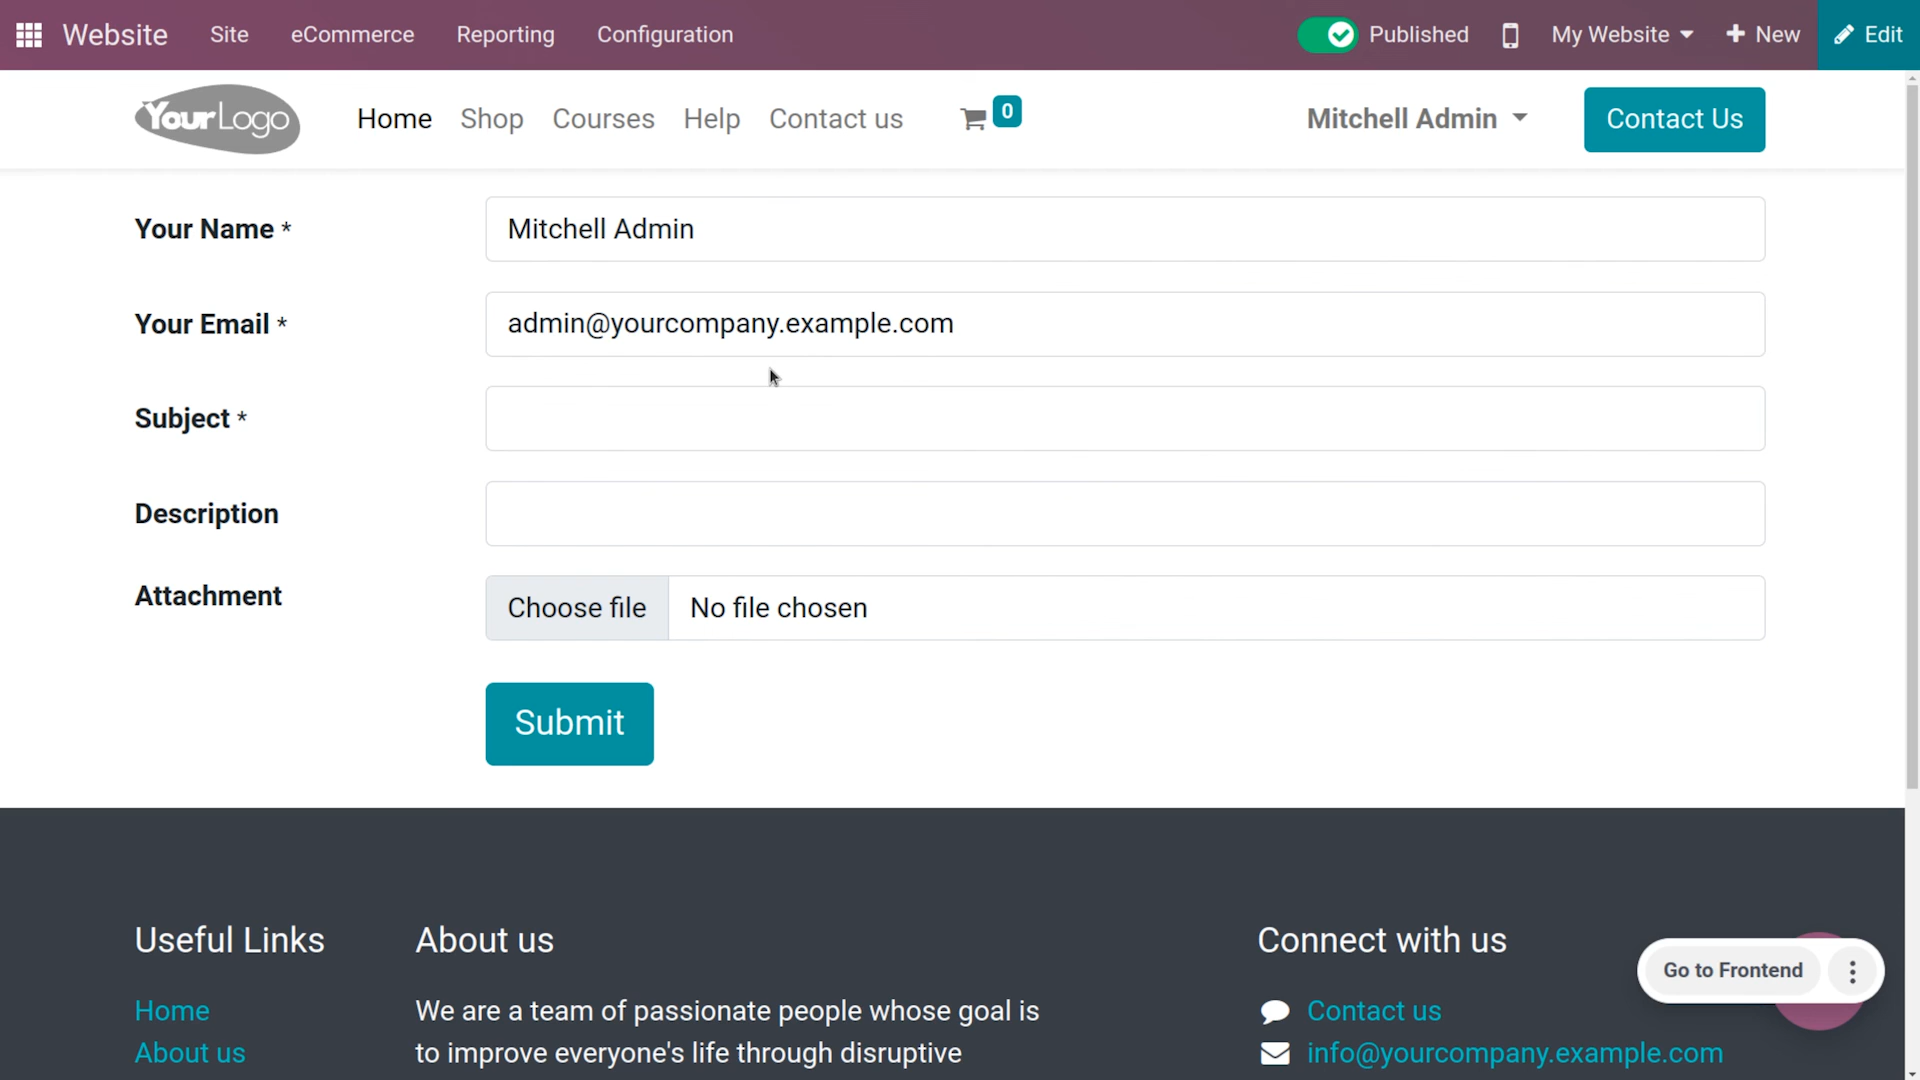 Website Site eCommerce Reporting Configuration Published My Website New Edit
YourLogo Home Shop Courses Help Contact us 0 Mitchell Admin Contact Us
Your Name * Mitchell Admin
Your Email * admin@yourcompany.example.com
Subject *
Description
Attachment Choose file No file chosen
Submit
Useful Links About us Connect with us
Go to Frontend
Home We are a team of passionate people whose goal is Contact us
About us to improve everyone's life through disruptive info@yourcompany.example.com